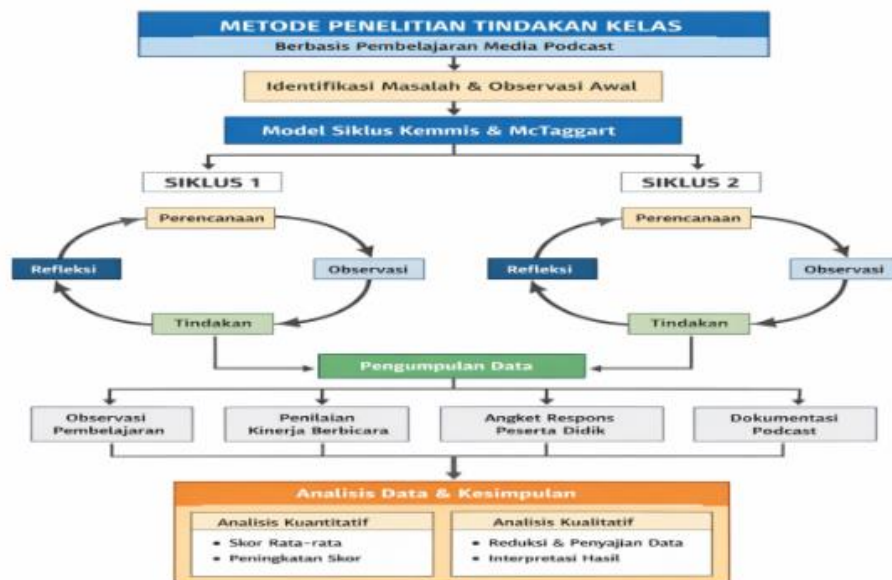 METODE PENELITIAN TINDAKAN KELAS
Berbasis Pembelajaran Media Podcast
Identifikasi Masalah & Observasi Awal
Model Siklus Kemmis & McTaggart
SIKLUS 1
Perencanaan
Refleksi
Observasi
Tindakan
SIKLUS 2
Perencanaan
Refleksi
Observasi
Tindakan
Pengumpulan Data
Observasi
Pembelajaran
Penilaian
Kinerja Berbicara
Angket Respons
Peserta Didik
Dokumentasi
Podcast
Analisis Data & Kesimpulan
Analisis Kuantitatif
• Skor Rata-rata
• Peningkatan Skor
Analisis Kualitatif
• Reduksi & Penyajian Data
• Interpretasi Hasil